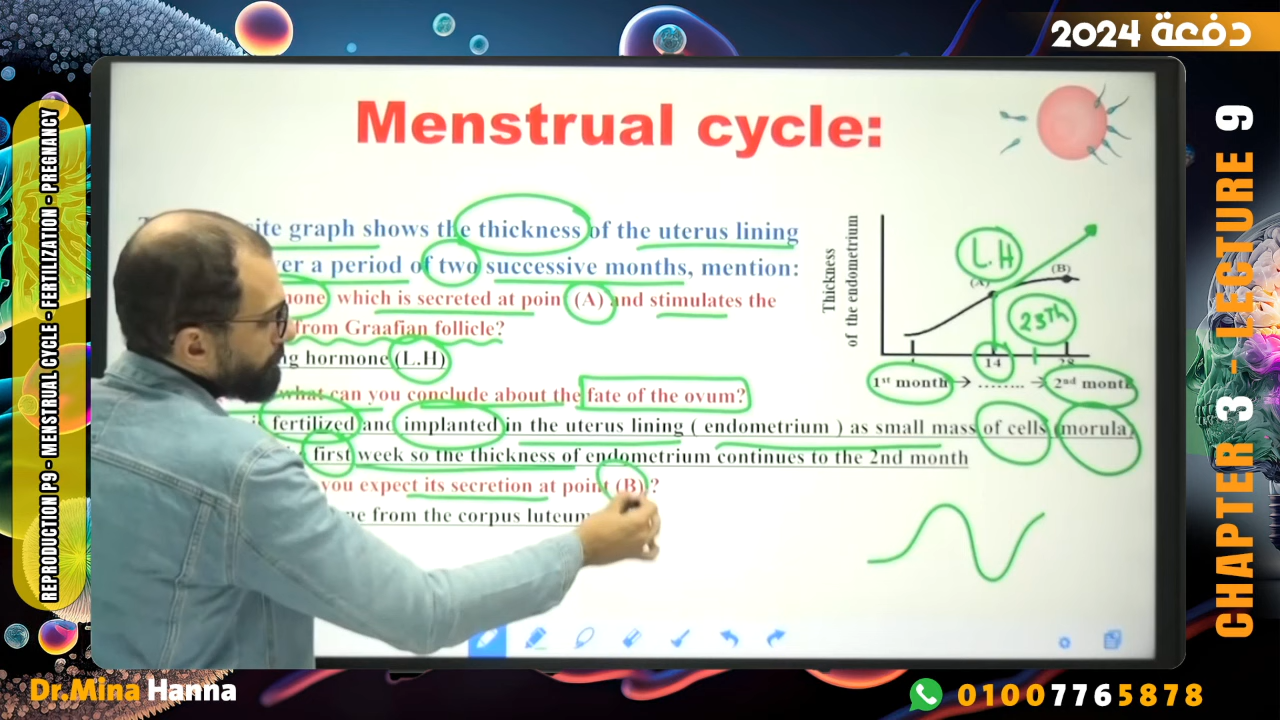 دفعة 2024
REPRODUCTION P9 - MENSTRUAL CYCLE - FERTILIZATION - PREGNANCY
CHAPTER 3 - LECTURE 9
Menstrual cycle:
graph shows the thickness of the uterus lining
a period of two successive months, mention:
which is secreted at poin (A) and stimulates the
from Graafian follicle?
hormone (L.H)
what can you conclude about the fate of the ovum?
fertilized and implanted in the uterus lining ( endometrium ) as small mass of cells (morula)
first week so the thickness of endometrium continues to the 2nd month
you expect its secretion at point (B) ?
from the corpus luteum
Thickness
of the endometrium
L.H
(A)
(B)
23Th
14
28
1st month → ........ → 2nd month
Dr.Mina Hanna
01007765878